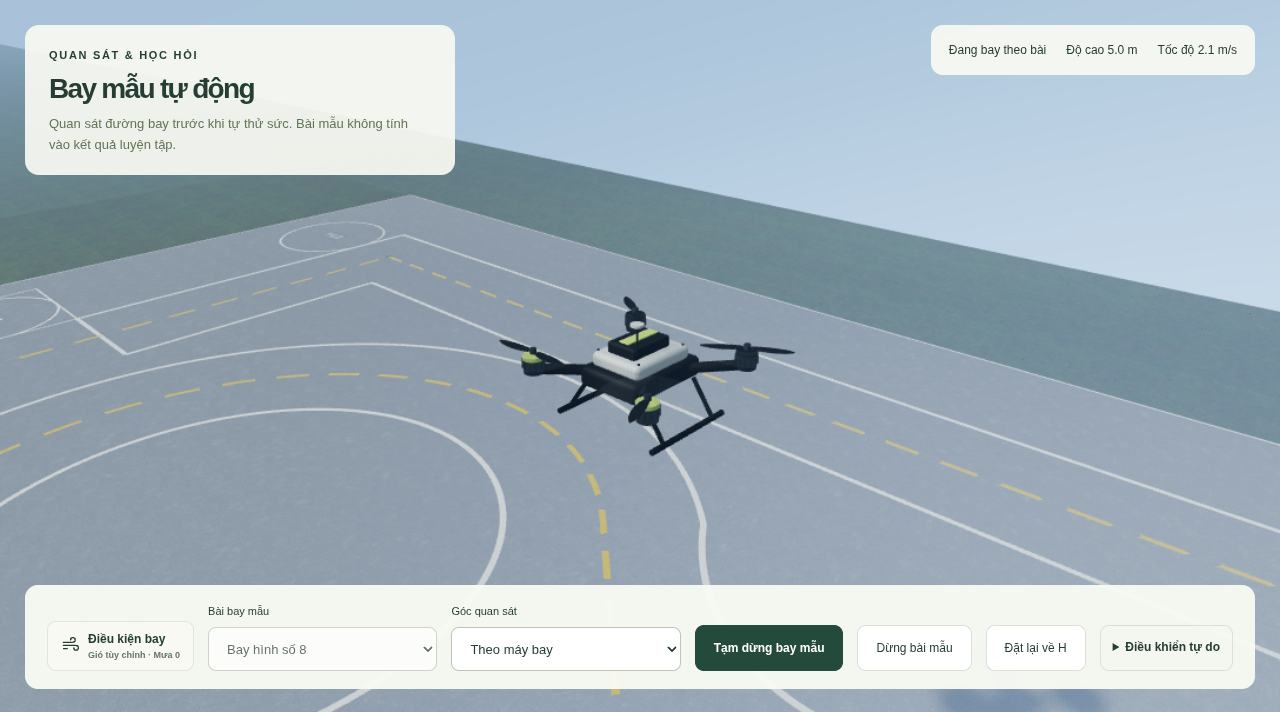 QUAN SÁT & HỌC HỎI
Bay mẫu tự động
Quan sát đường bay trước khi tự thử sức. Bài mẫu không tính
vào kết quả luyện tập.
Đang bay theo bài
Độ cao 5.0 m
Tốc độ 2.1 m/s
Điều kiện bay
Gió tùy chỉnh · Mưa 0
Bài bay mẫu
Bay hình số 8
Góc quan sát
Theo máy bay
Tạm dừng bay mẫu
Dừng bài mẫu
Đặt lại về H
Điều khiển tự do